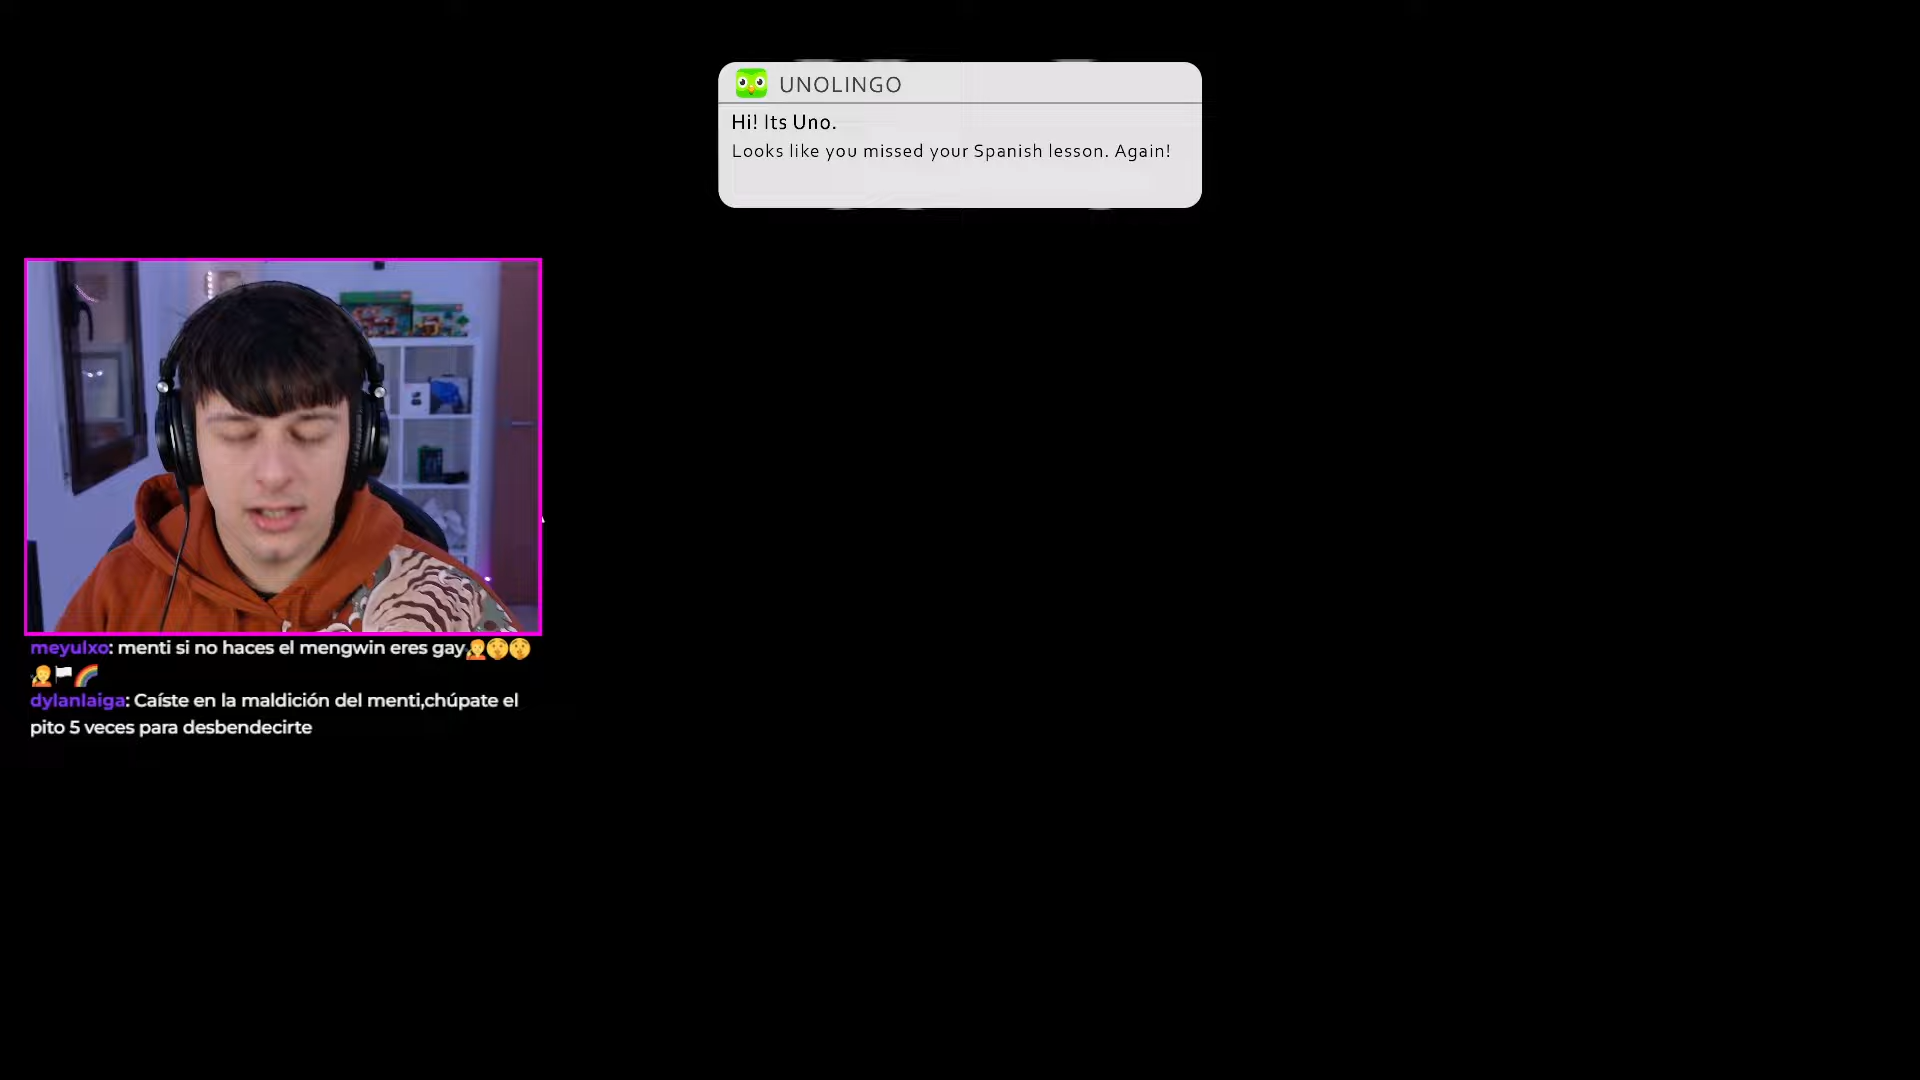 UNOLINGO
Hi! Its Uno.
Looks like you missed your Spanish lesson. Again!
meyulxo: menti si no haces el mengwin eres gay🤦🤫🤫
🤦🏳🌈
dylanlaiga: Caíste en la maldición del menti,chúpate el
pito 5 veces para desbendecirte